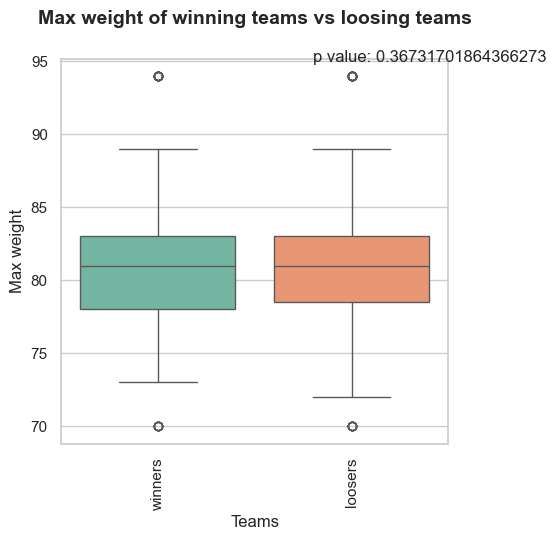 Max weight of winning teams vs loosing teams
p value: 0.36731701864366273
95
90
85
80
75
70
Max weight
winners
loosers
Teams